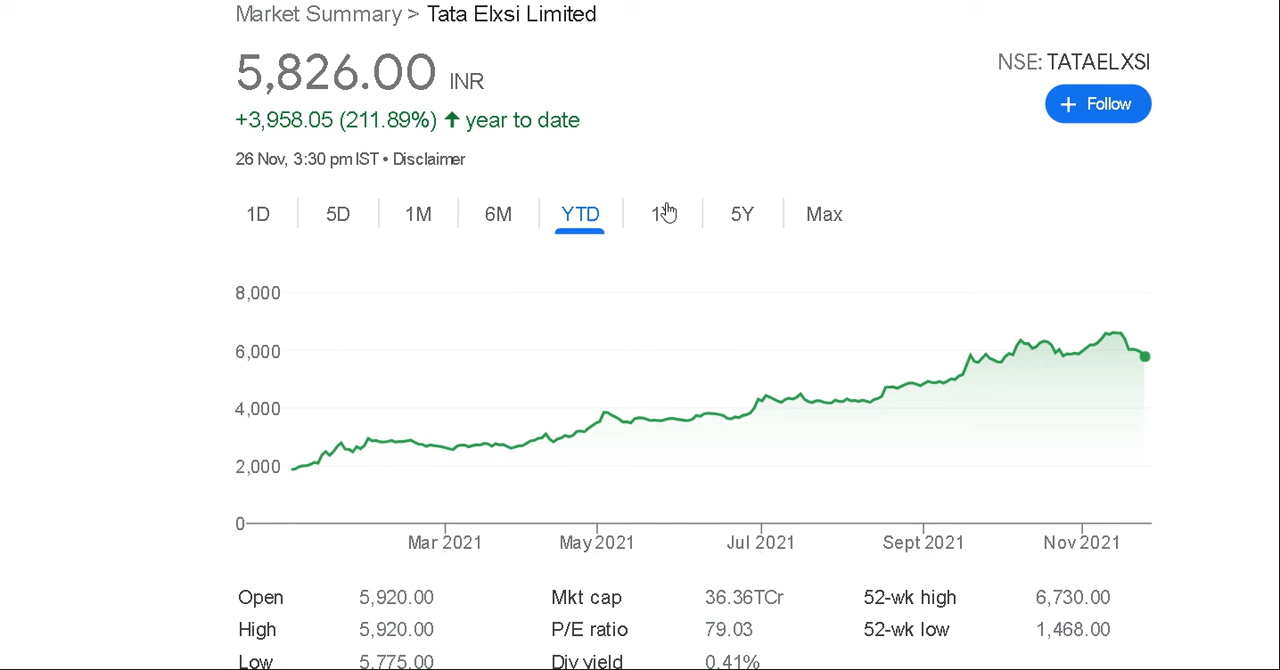 Market Summary > Tata Elxsi Limited
5,826.00 INR
NSE: TATAELXSI
+ Follow
+3,958.05 (211.89%) ↑ year to date
26 Nov, 3:30 pm IST • Disclaimer
1D 5D 1M 6M YTD 5Y Max
8,000
6,000
4,000
2,000
0
Mar 2021 May 2021 Jul 2021 Sept 2021 Nov 2021
Open 5,920.00 Mkt cap 36.36TCr 52-wk high 6,730.00
High 5,920.00 P/E ratio 79.03 52-wk low 1,468.00
Low 5,775.00 Div yield 0.41%